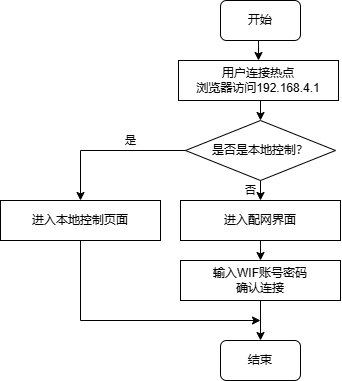 开始
用户连接热点
浏览器访问192.168.4.1
是否是本地控制?
是
否
进入本地控制页面
进入配网界面
输入WIF账号密码
确认连接
结束